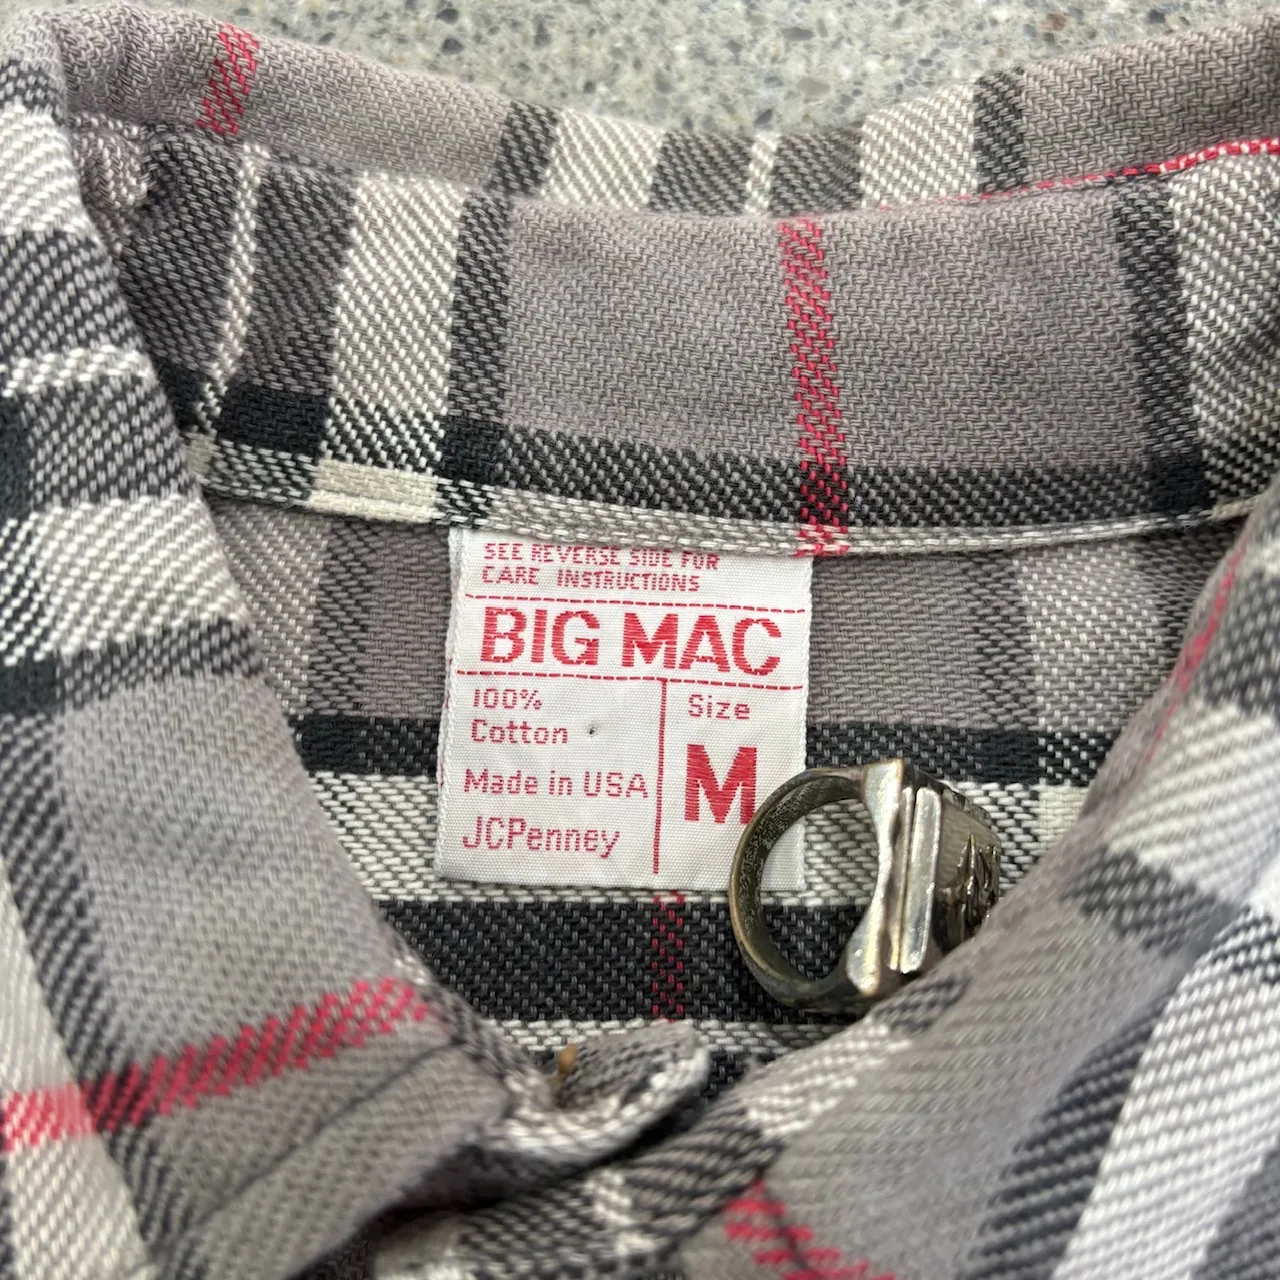 SEE REVERSE SIDE FOR
CARE INSTRUCTIONS
BIG MAC
100%
Cotton
Made in USA
JCPenney
Size
M